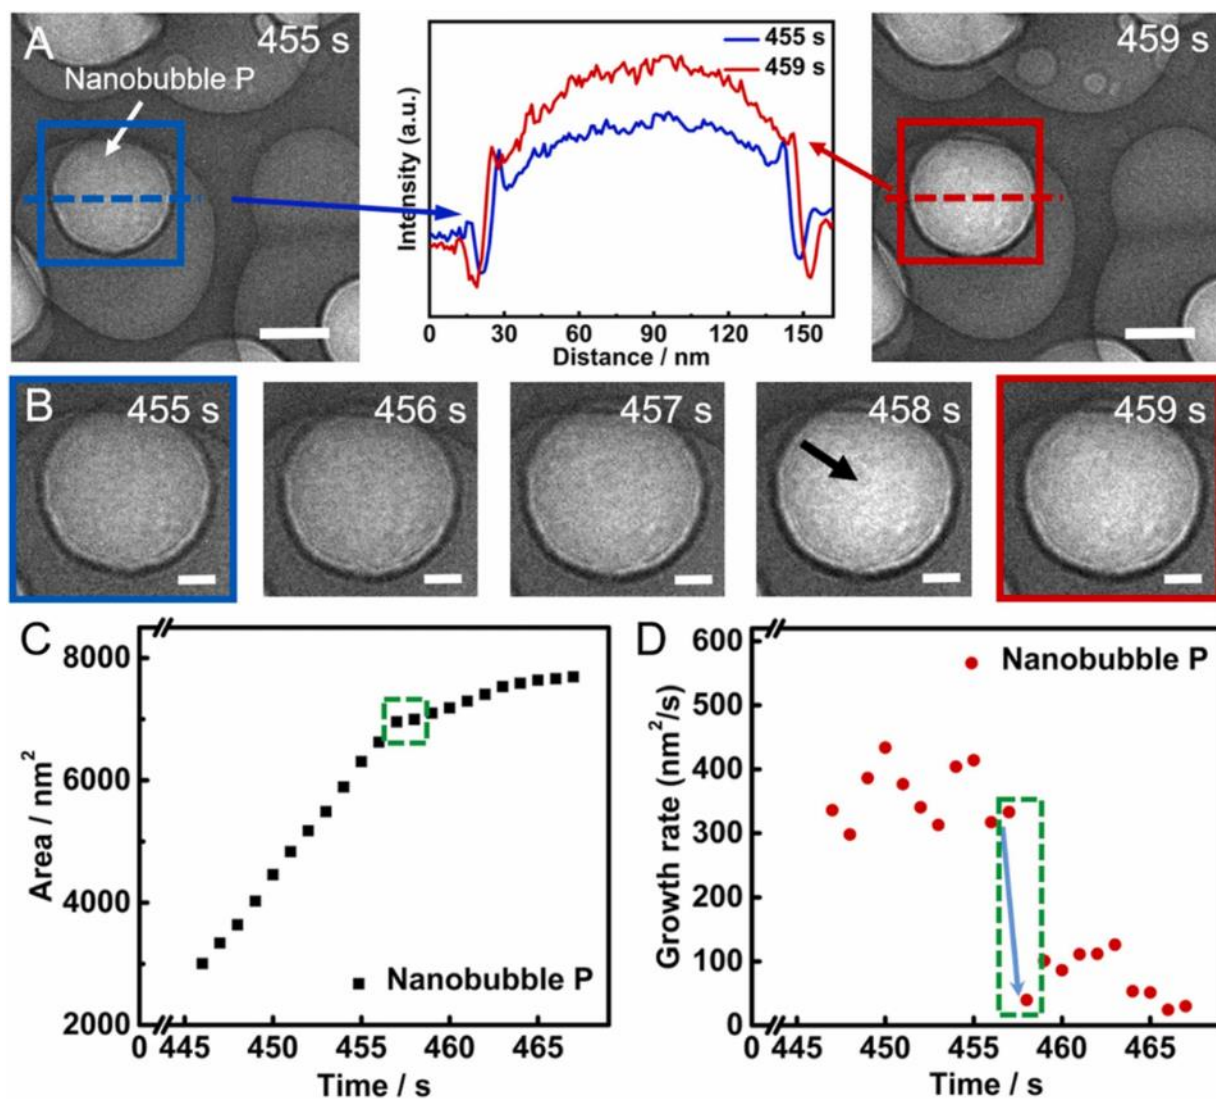 A
455 s
Nanobubble P
455 s
459 s
Intensity (a.u.)
0 30 60 90 120 150
Distance / nm
459 s
B
455 s
456 s
457 s
458 s
459 s
C
8000
6000
4000
2000
Area / nm²
Nanobubble P
0 445 450 455 460 465
Time / s
D
600
500
400
300
200
100
0
Growth rate (nm²/s)
Nanobubble P
0 445 450 455 460 465
Time / s